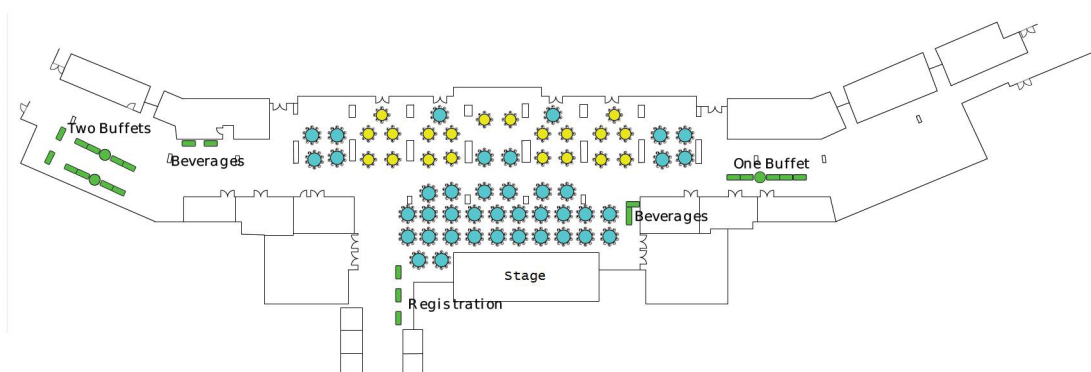 Two Buffets
Beverages
One Buffet
Beverages
Stage
Registration